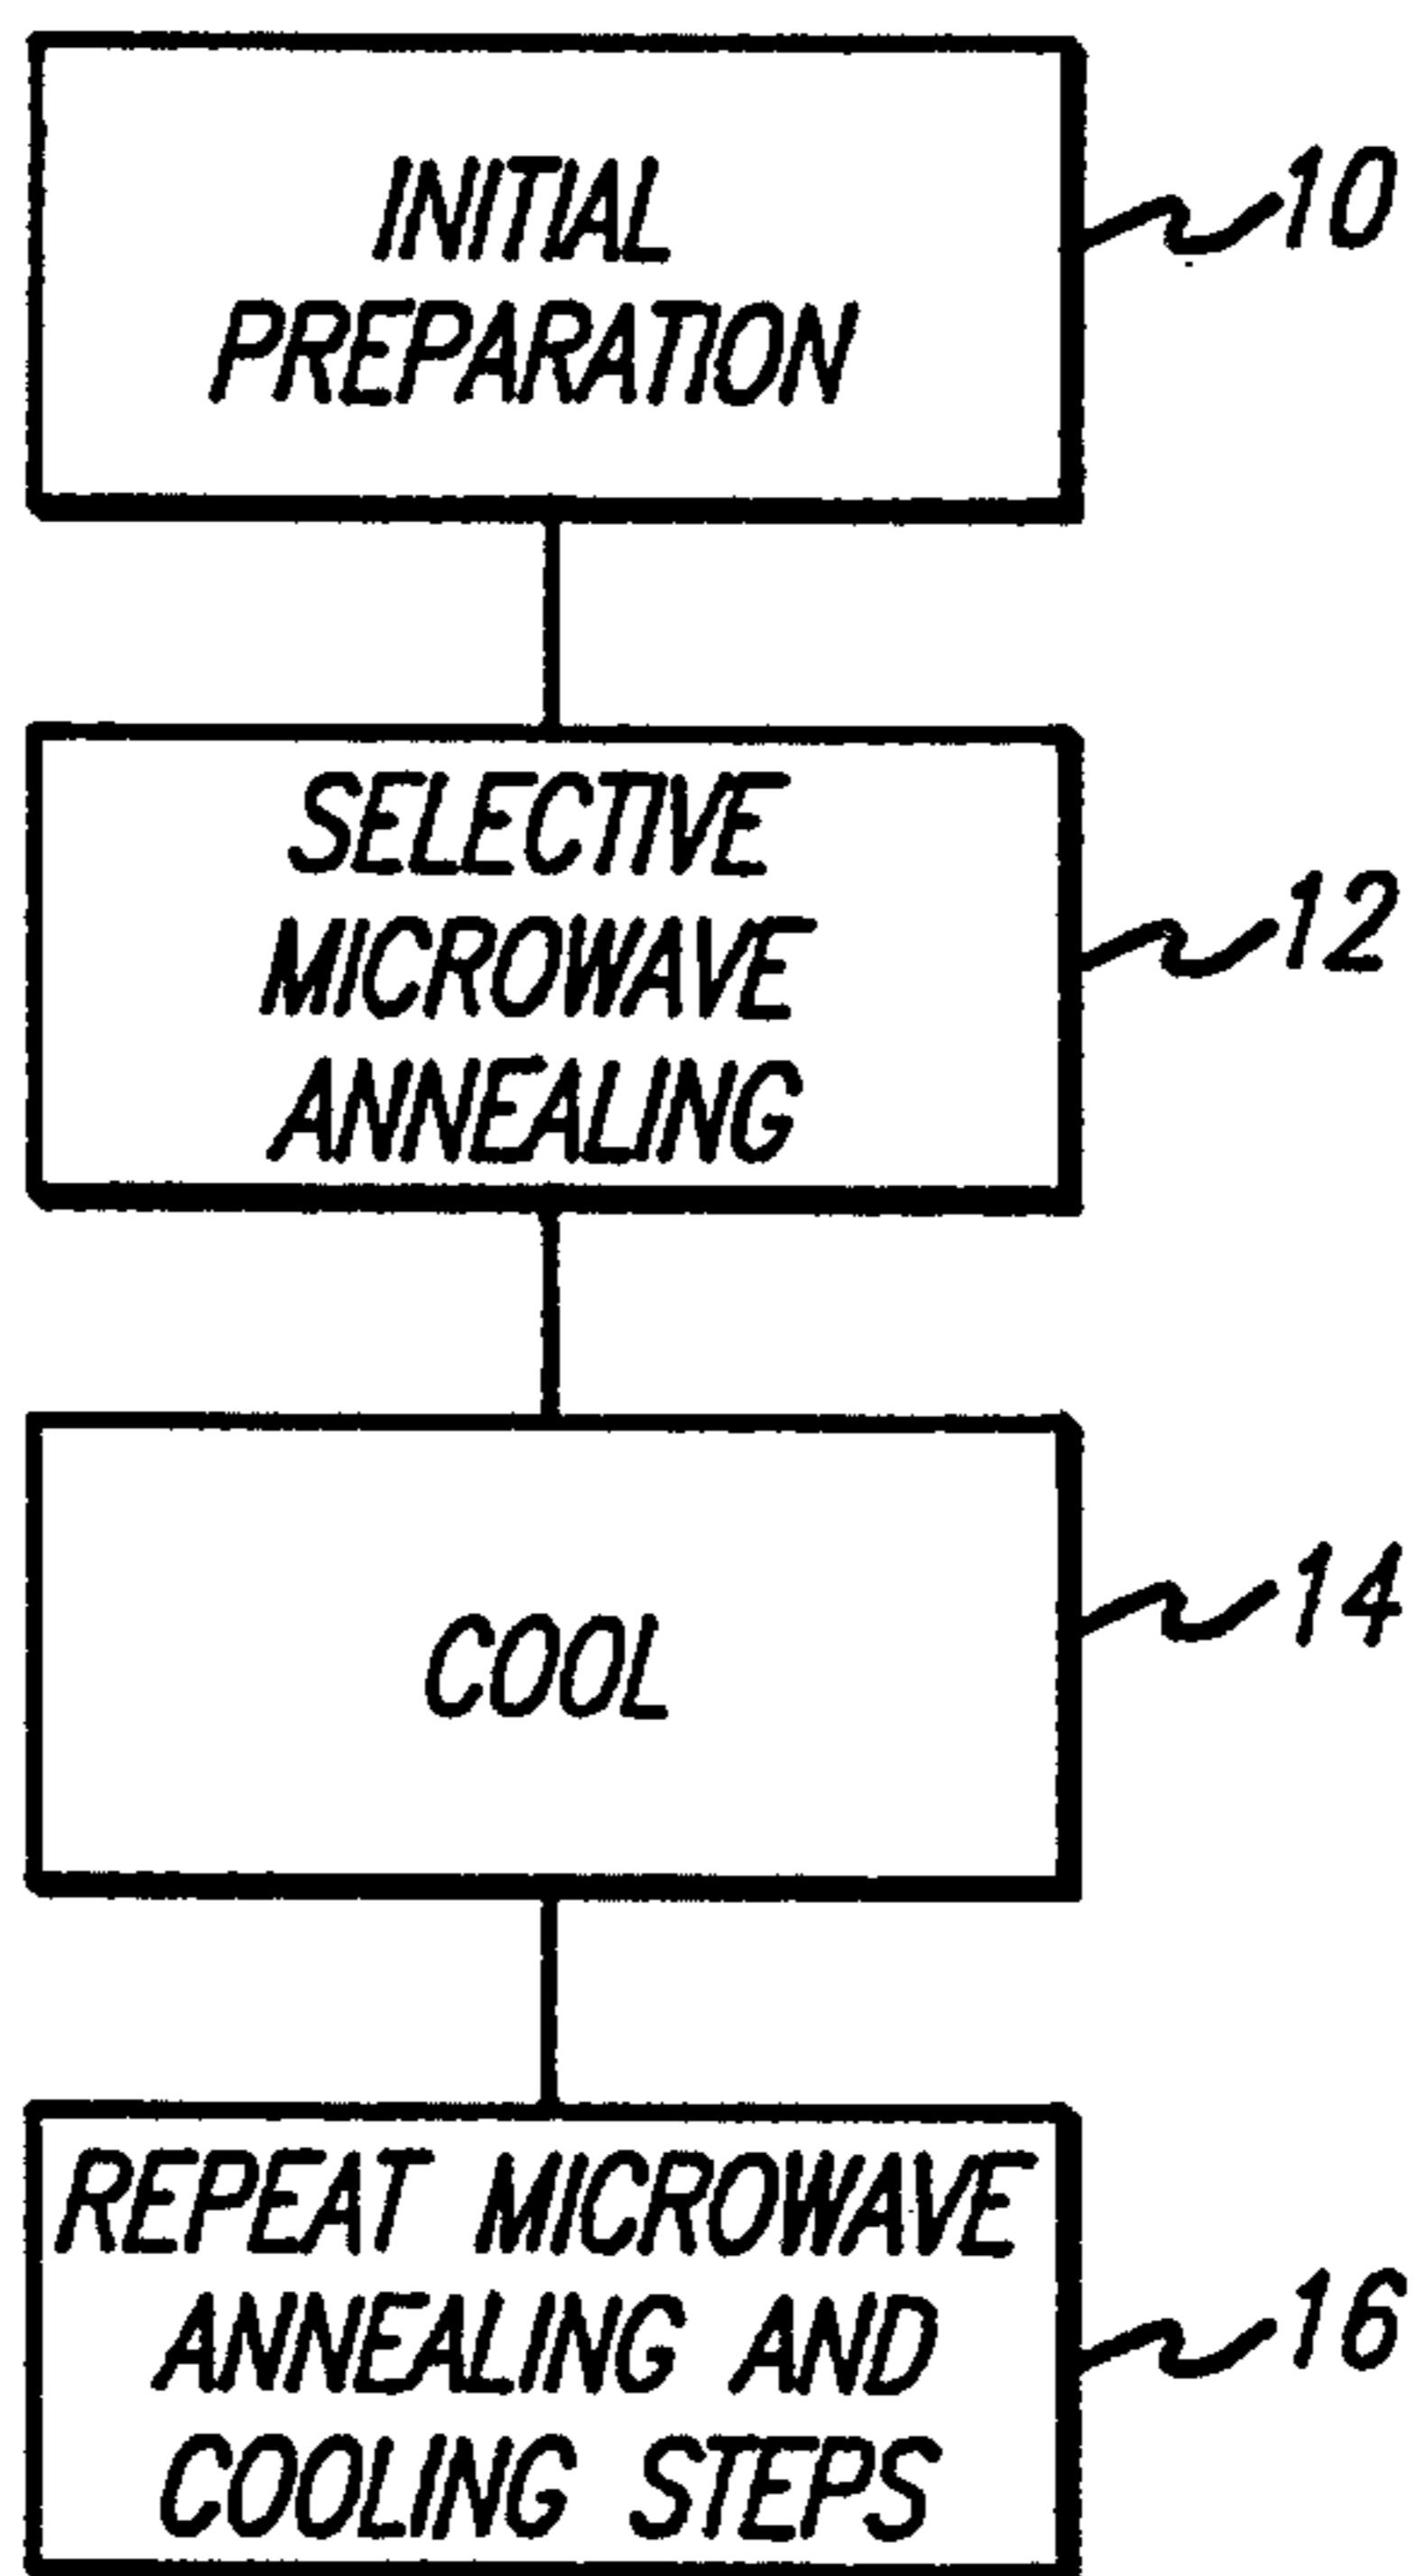 INITIAL
PREPARATION
10
SELECTIVE
MICROWAVE
ANNEALING
12
COOL
14
REPEAT MICROWAVE
ANNEALING AND
COOLING STEPS
16